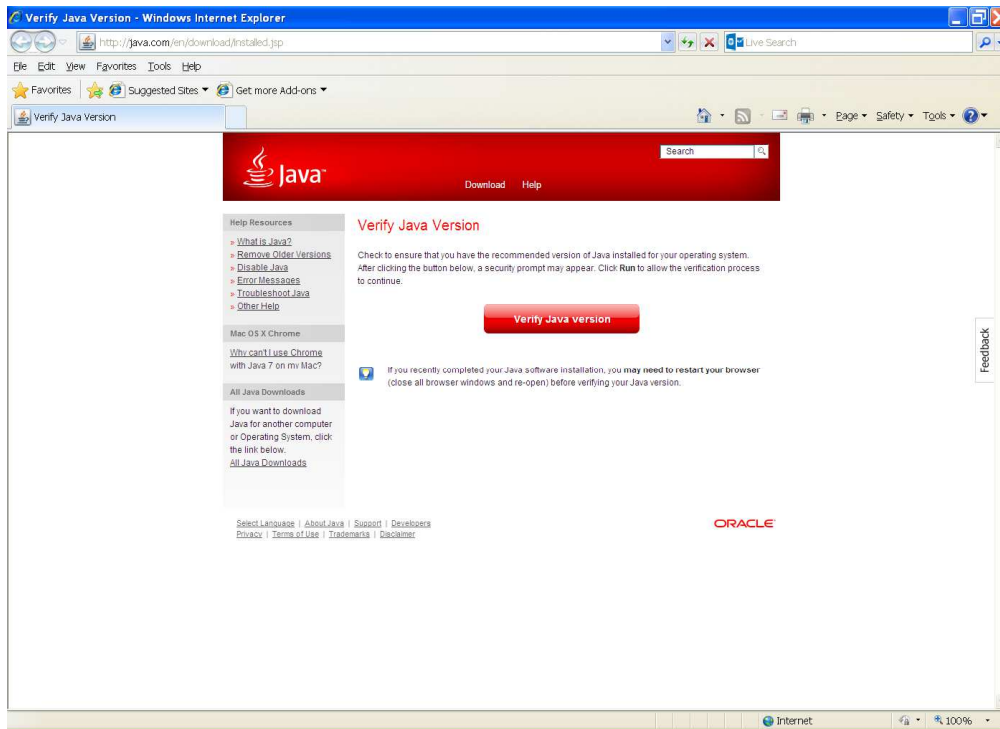 Verify Java Version - Windows Internet Explorer
http://java.com/en/download/installed.jsp
Live Search
File Edit View Favorites Tools Help
Favorites Suggested Sites Get more Add-ons
Verify Java Version
Page Safety Tools
Java
Search
Download Help
Help Resources
» What is Java?
» Remove Older Versions
» Disable Java
» Error Messages
» Troubleshoot Java
» Other Help
Mac OS X Chrome
Why can't I use Chrome
with Java 7 on my Mac?
All Java Downloads
If you want to download
Java for another computer
or Operating System, click
the link below.
All Java Downloads
Verify Java Version
Check to ensure that you have the recommended version of Java installed for your operating system.
After clicking the button below, a security prompt may appear. Click Run to allow the verification process
to continue.
Verify Java version
If you recently completed your Java software installation, you may need to restart your browser
(close all browser windows and re-open) before verifying your Java version.
Feedback
Select Language | About Java | Support | Developers
Privacy | Terms of Use | Trademarks | Disclaimer
ORACLE
Internet
100%